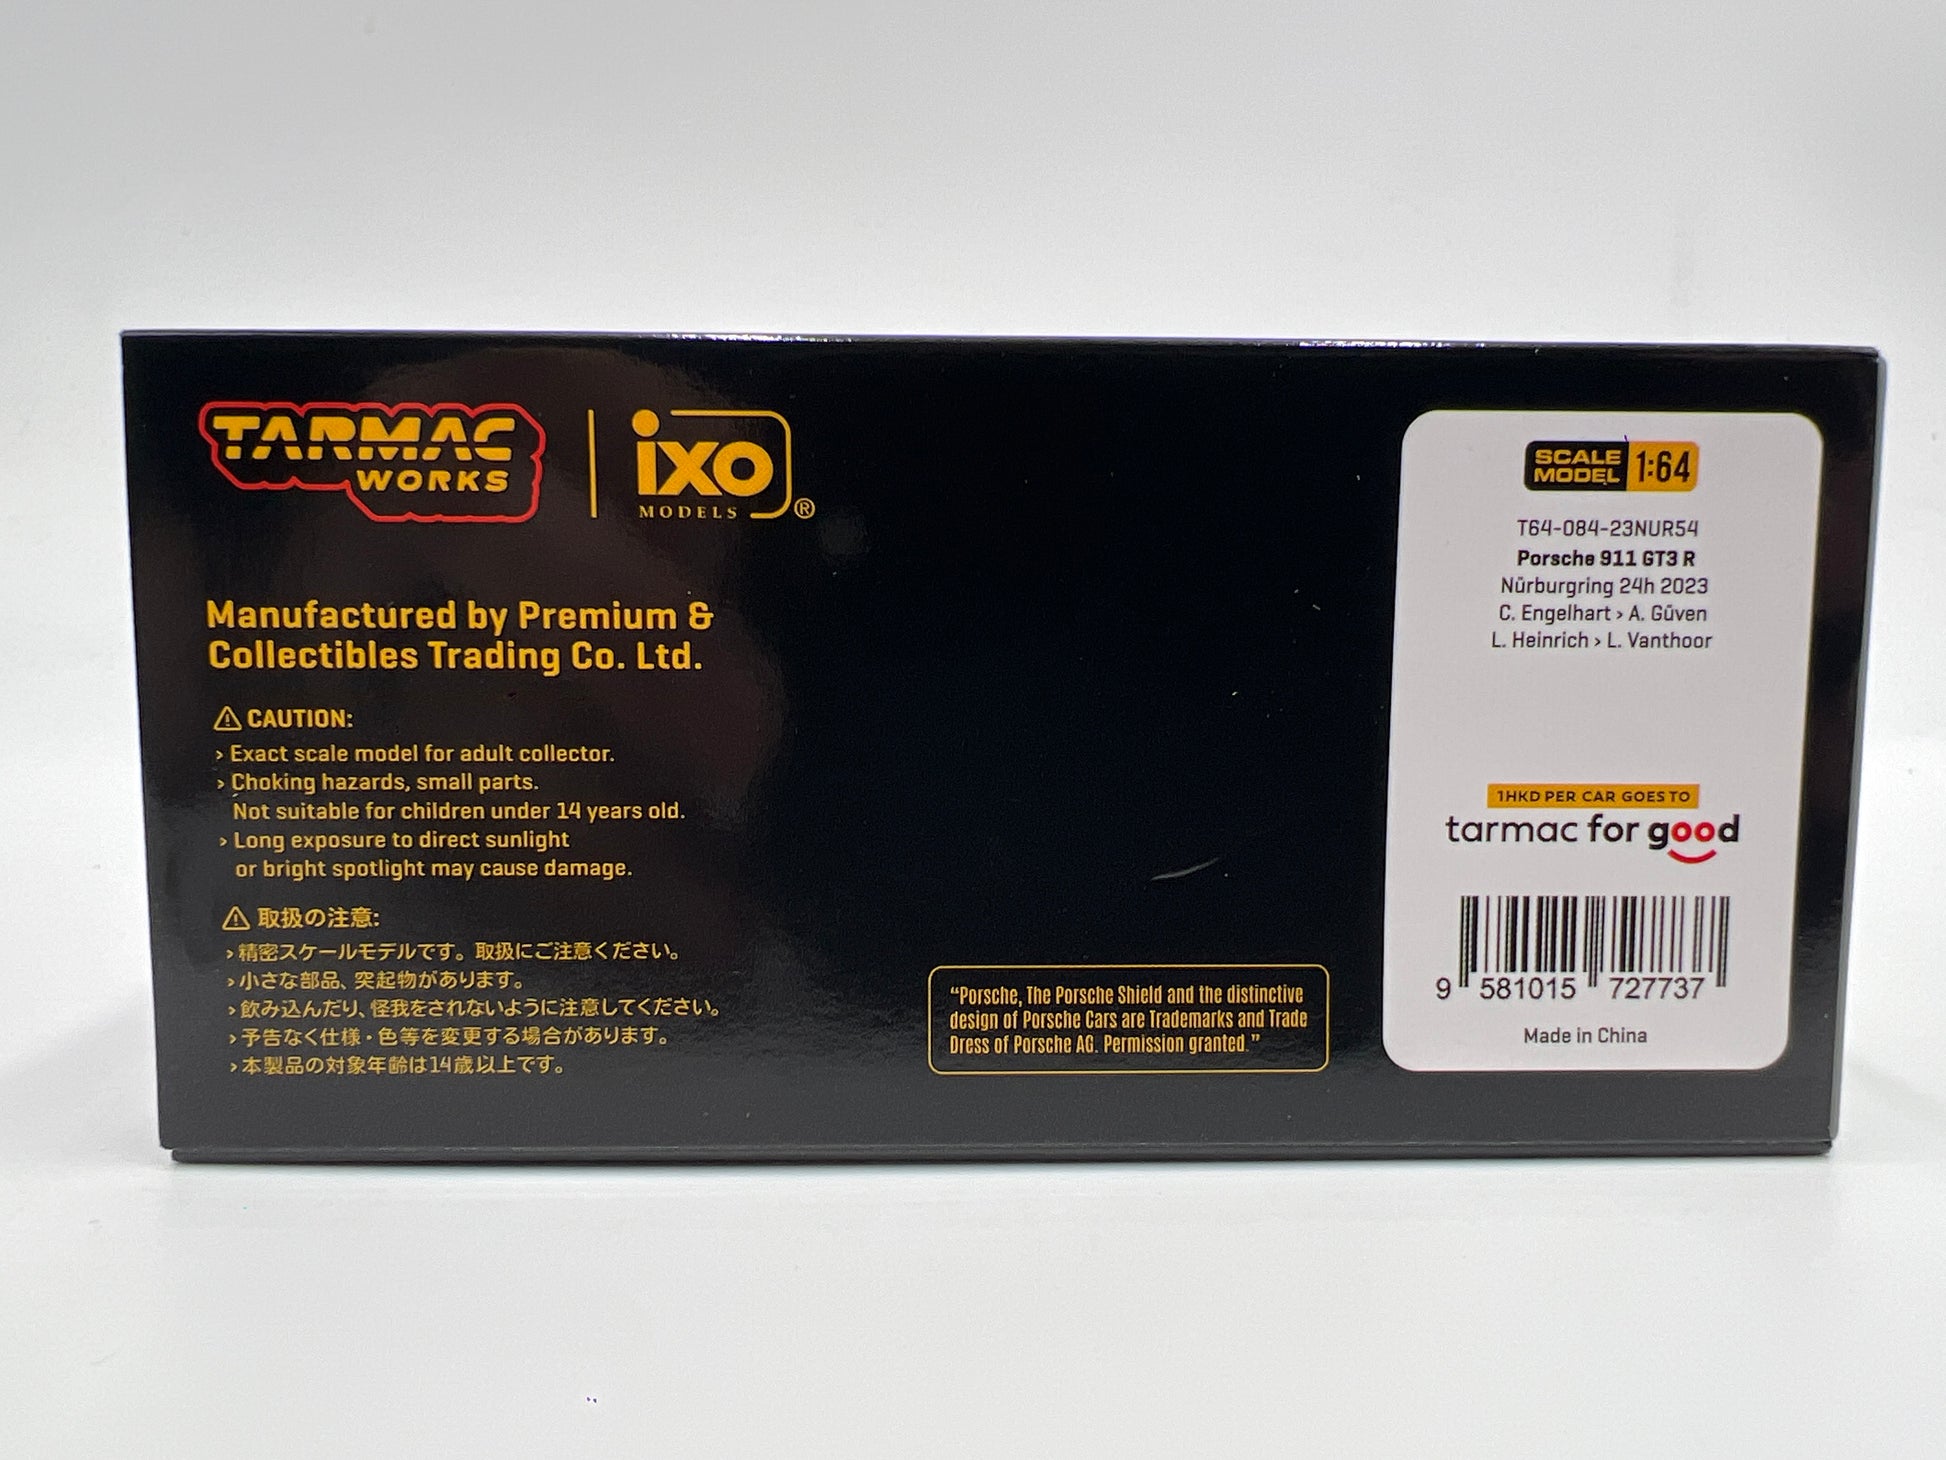 TARMAC
WORKS
ixo
MODELS ®
Manufactured by Premium &
Collectibles Trading Co. Ltd.
⚠ CAUTION:
› Exact scale model for adult collector.
› Choking hazards, small parts.
Not suitable for children under 14 years old.
› Long exposure to direct sunlight
or bright spotlight may cause damage.
⚠ 取扱の注意:
› 精密スケールモデルです。取扱にご注意ください。
› 小さな部品、突起物があります。
› 飲み込んだり、怪我をされないように注意してください。
› 予告なく仕様・色等を変更する場合があります。
› 本製品の対象年齢は14歳以上です。
“Porsche, The Porsche Shield and the distinctive
design of Porsche Cars are Trademarks and Trade
Dress of Porsche AG. Permission granted.”
SCALE
MODEL 1:64
T64-084-23NUR54
Porsche 911 GT3 R
Nürburgring 24h 2023
C. Engelhart › A. Güven
L. Heinrich › L. Vanthoor
1HKD PER CAR GOES TO
tarmac for good
9 581015 727737
Made in China